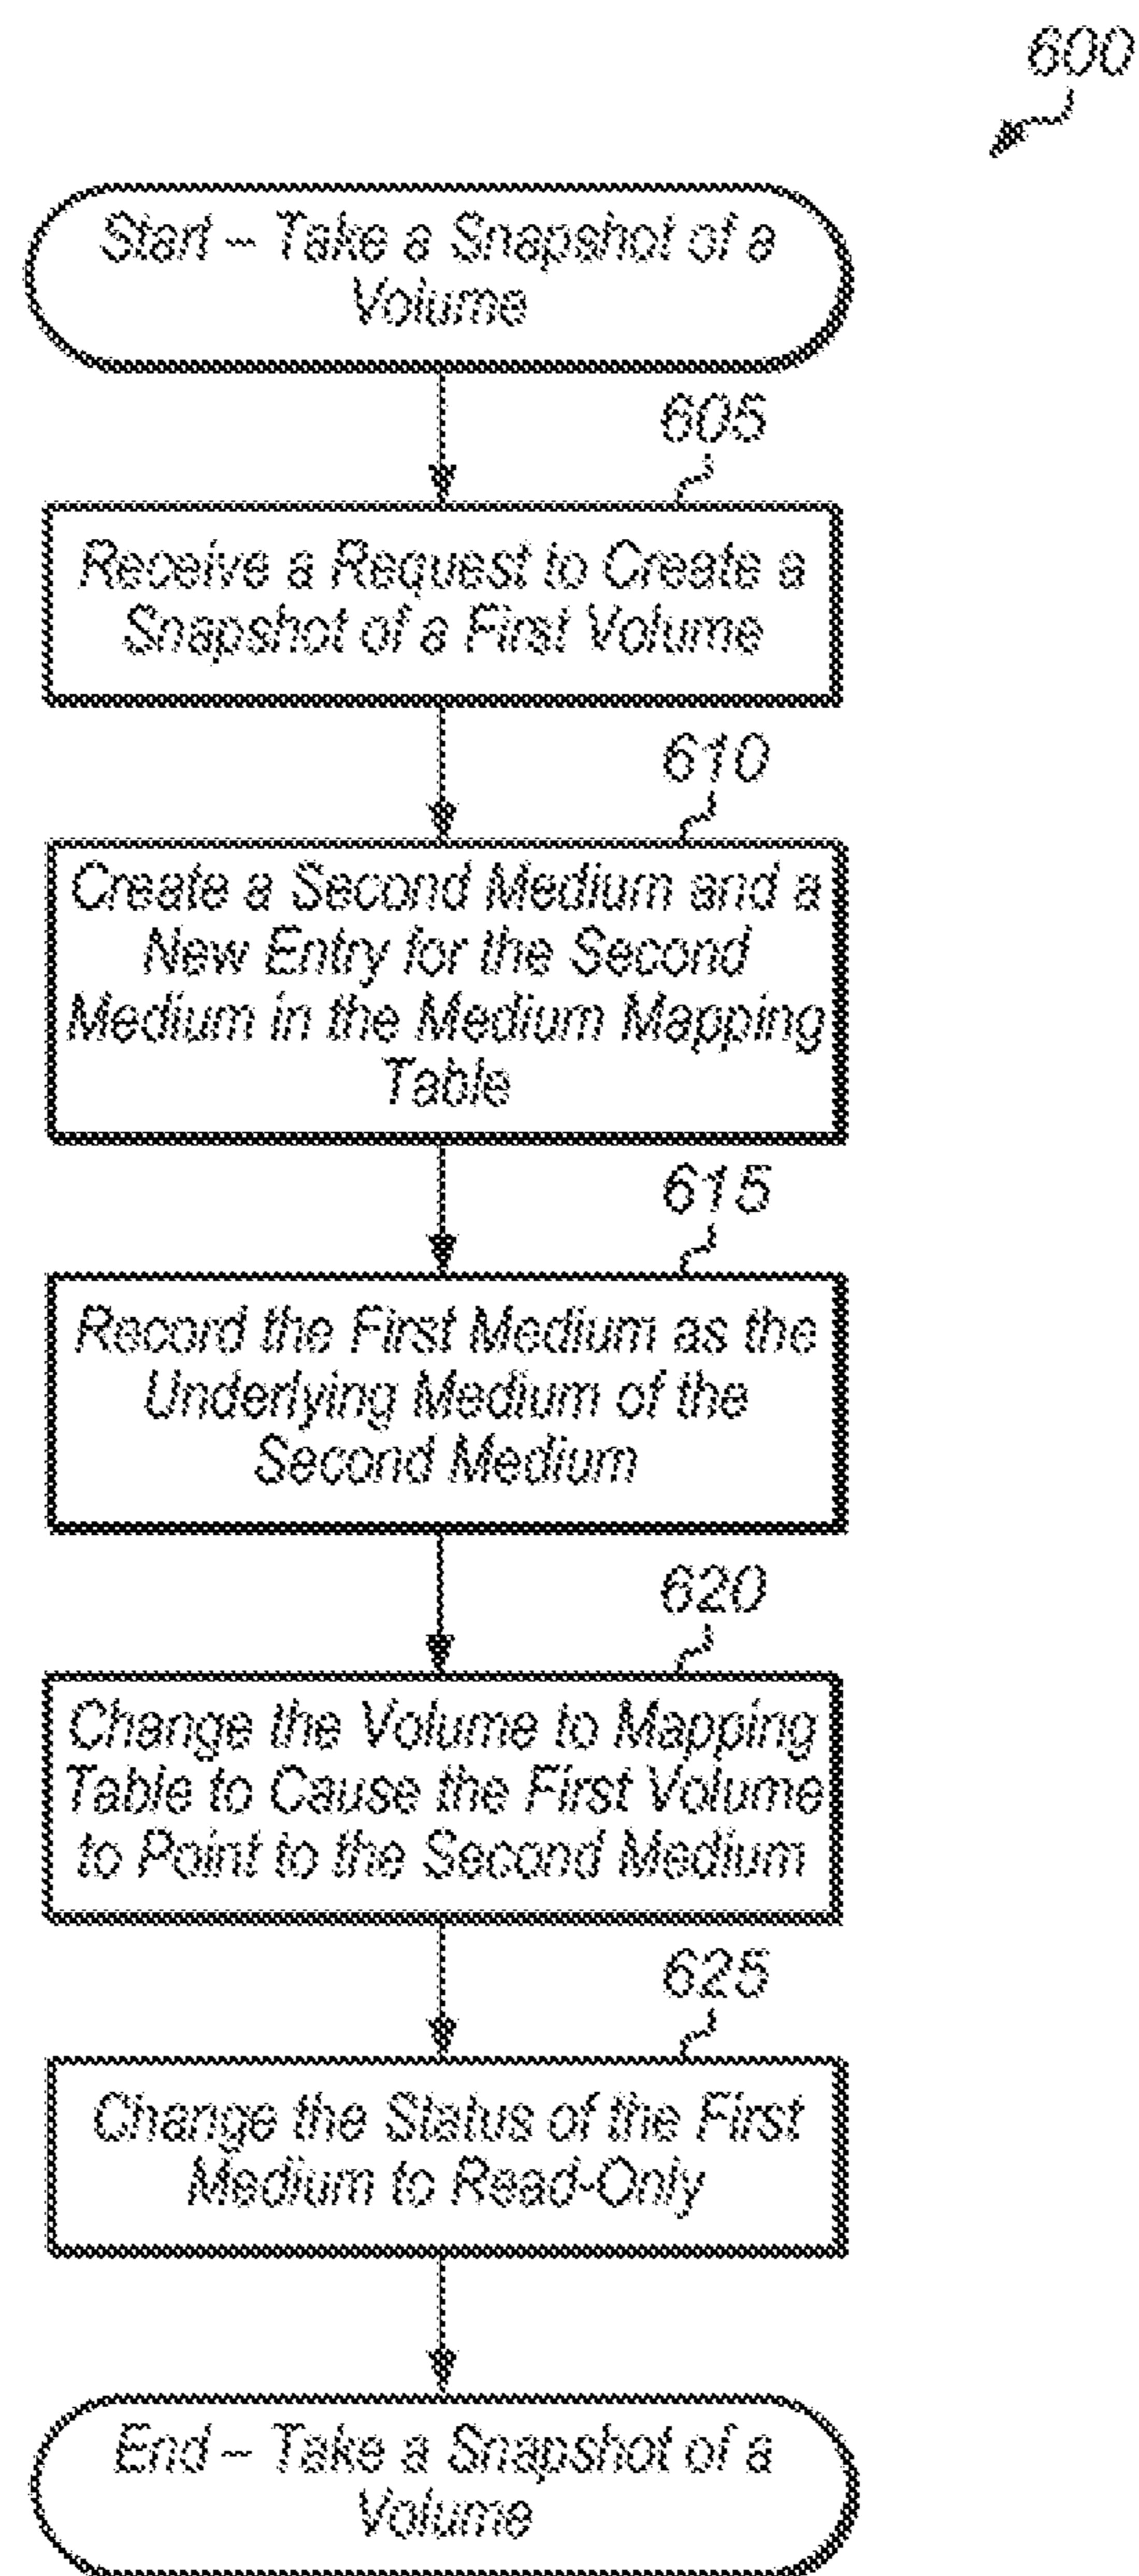 600
Start – Take a Snapshot of a
Volume
605
Receive a Request to Create a
Snapshot of a First Volume
610
Create a Second Medium and a
New Entry for the Second
Medium in the Medium Mapping
Table
615
Record the First Medium as the
Underlying Medium of the
Second Medium
620
Change the Volume to Mapping
Table to Cause the First Volume
to Point to the Second Medium
625
Change the Status of the First
Medium to Read-Only
End – Take a Snapshot of a
Volume